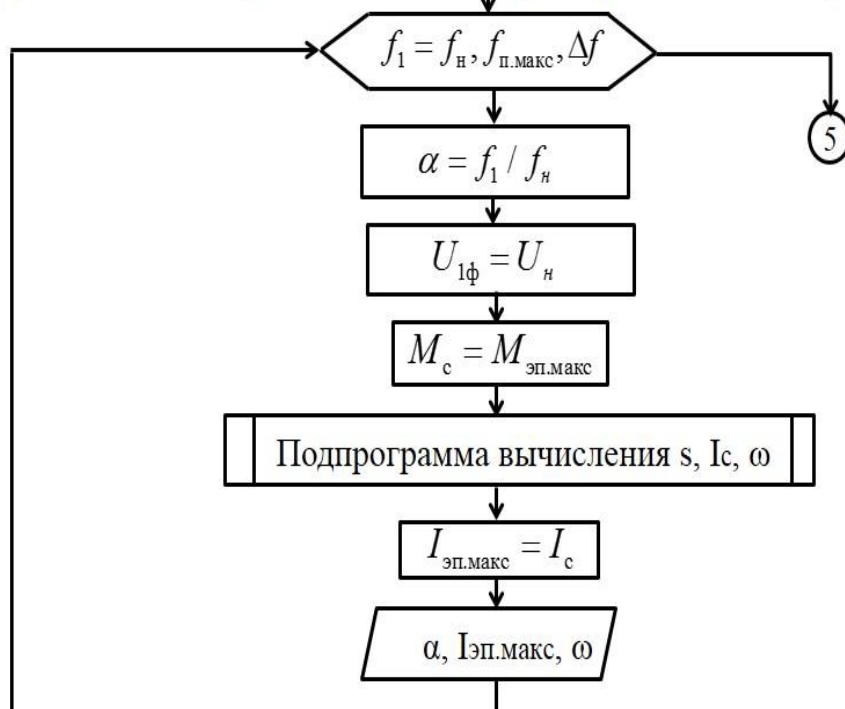 f₁ = fн, fп.макс, Δf
5
α = f₁ / fн
U₁ф = Uн
Mс = Mэп.макс
Подпрограмма вычисления s, Iс, ω
Iэп.макс = Iс
α, Iэп.макс, ω